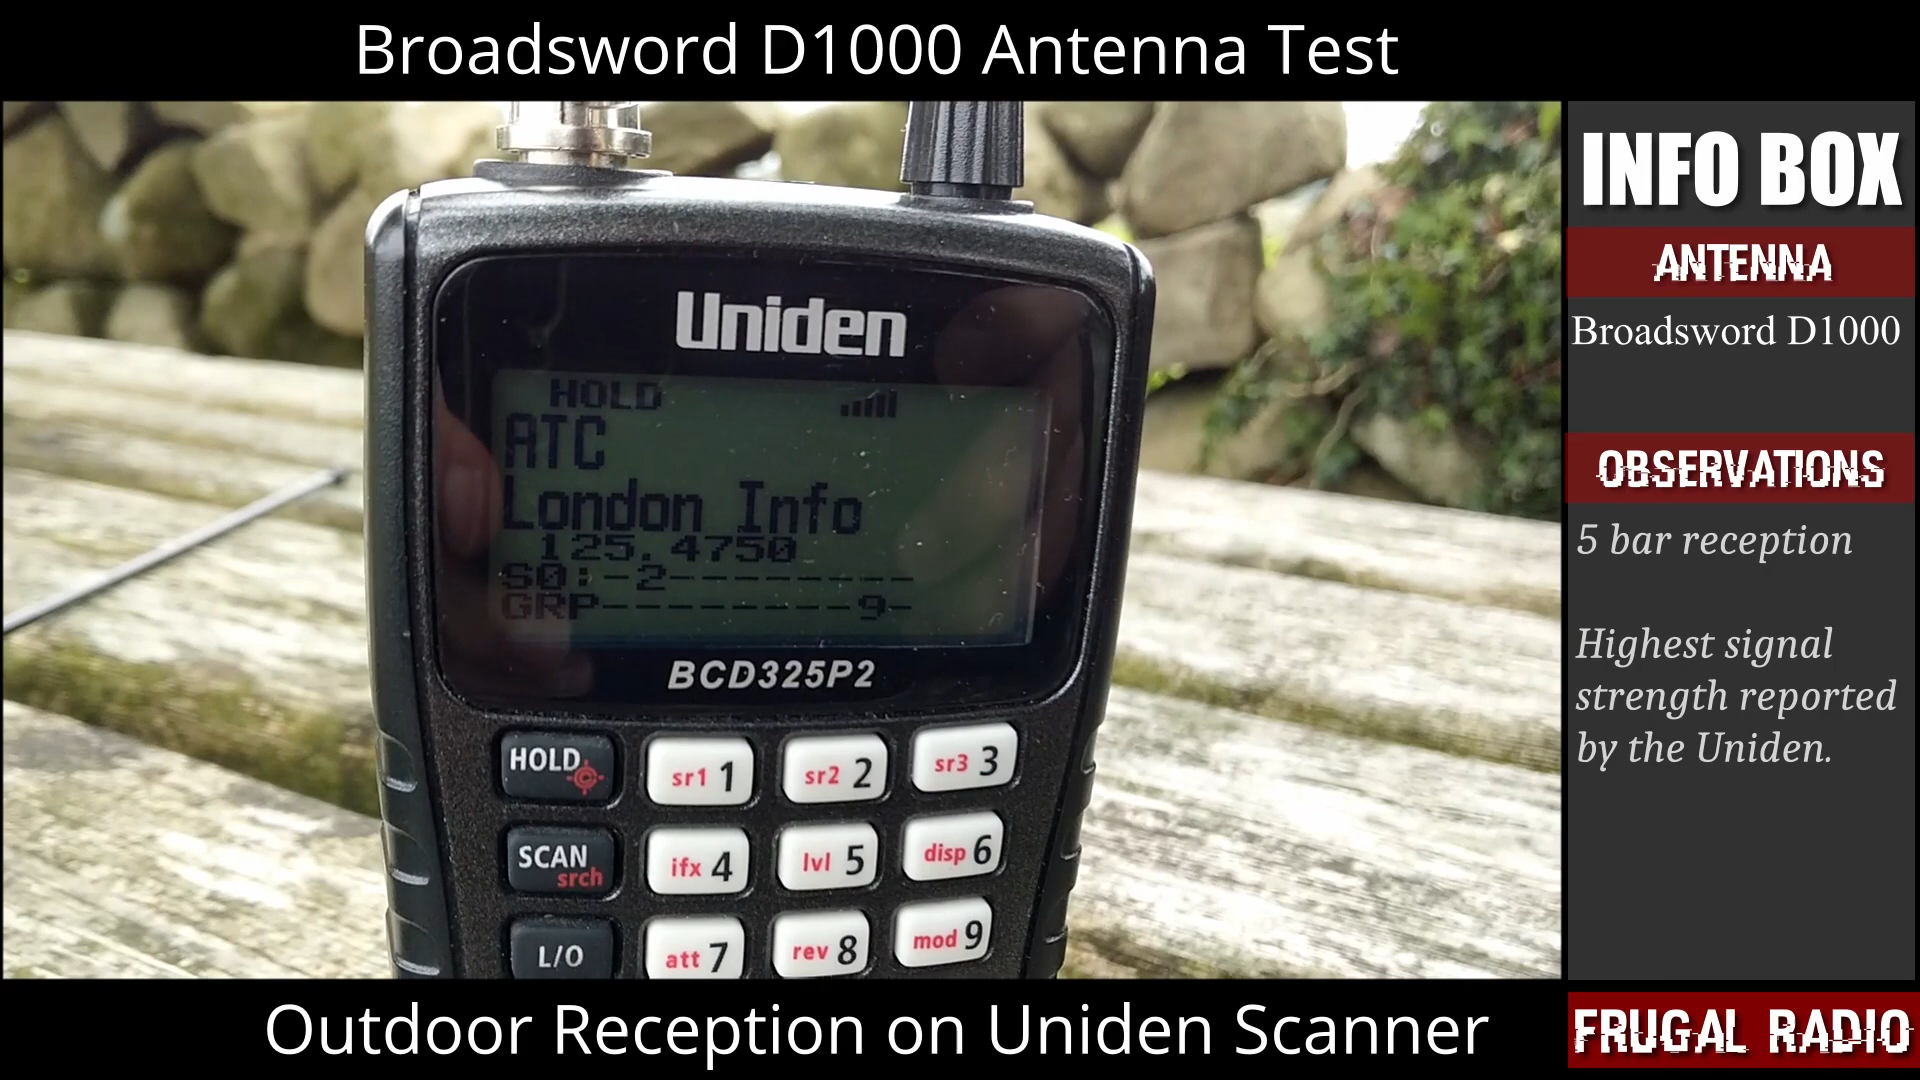 Broadsword D1000 Antenna Test
Uniden
HOLD
ATC
London Info
125.4750
S0:-2--------
GRP--------9-
BCD325P2
HOLD
sr1 1
sr2 2
sr3 3
SCAN srch
ifx 4
lvl 5
disp 6
L/O
att 7
rev 8
mod 9
INFO BOX
ANTENNA
Broadsword D1000
OBSERVATIONS
5 bar reception
Highest signal
strength reported
by the Uniden.
Outdoor Reception on Uniden Scanner
FRUGAL RADIO